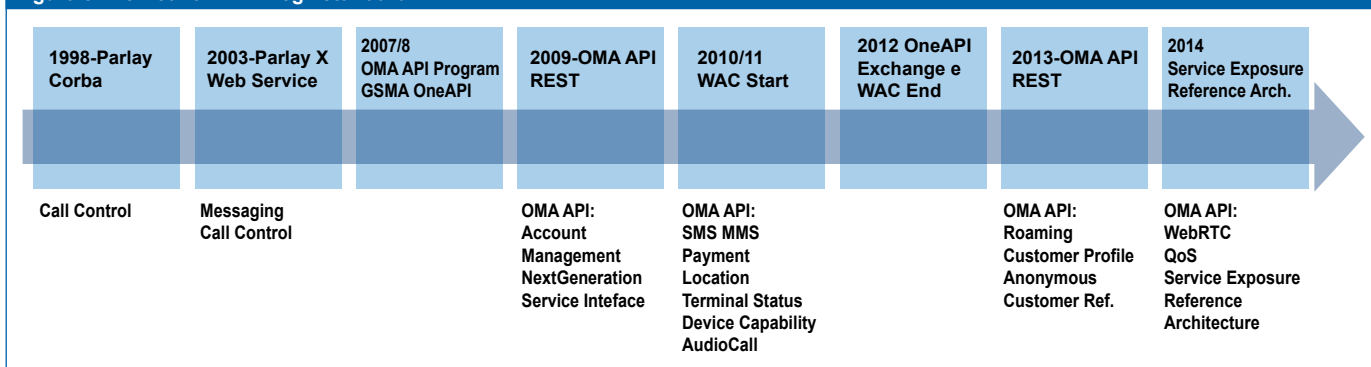 1998-Parlay
Corba
2003-Parlay X
Web Service
2007/8
OMA API Program
GSMA OneAPI
2009-OMA API
REST
2010/11
WAC Start
2012 OneAPI
Exchange e
WAC End
2013-OMA API
REST
2014
Service Exposure
Reference Arch.
Call Control
Messaging
Call Control
OMA API:
Account
Management
NextGeneration
Service Inteface
OMA API:
SMS MMS
Payment
Location
Terminal Status
Device Capability
AudioCall
OMA API:
Roaming
Customer Profile
Anonymous
Customer Ref.
OMA API:
WebRTC
QoS
Service Exposure
Reference
Architecture